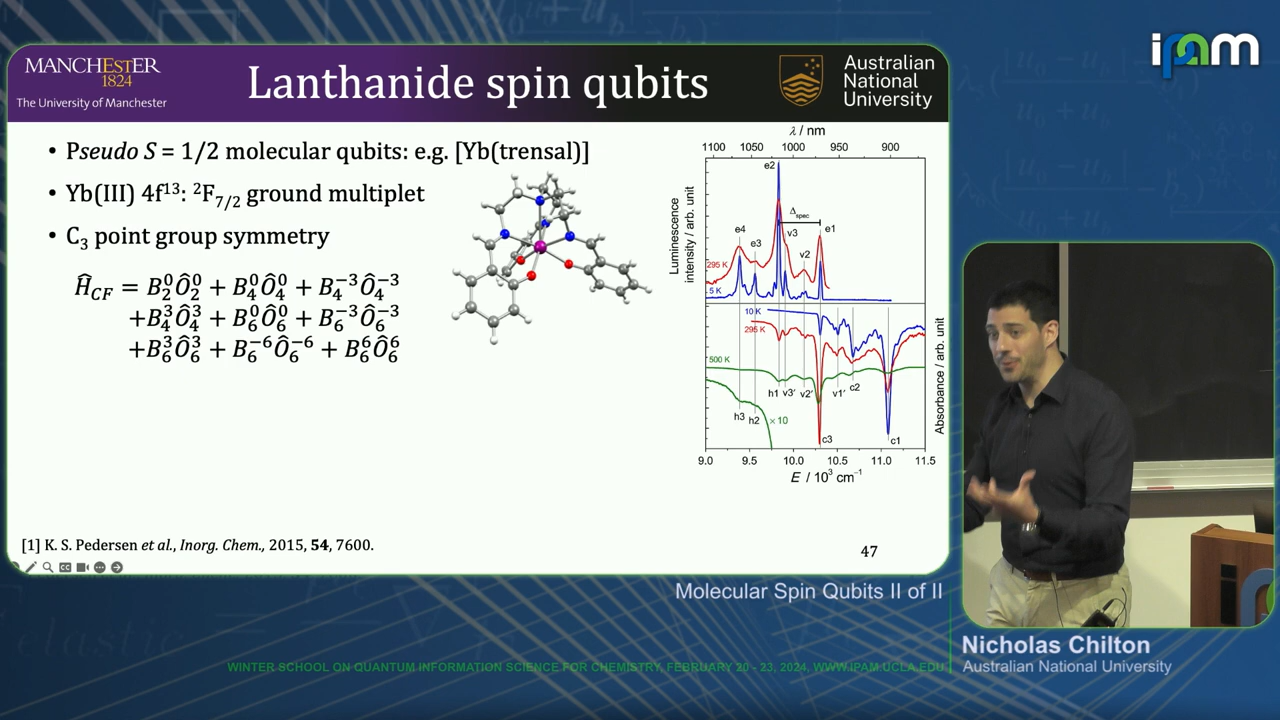 MANCHESTER
1824
The University of Manchester
Lanthanide spin qubits
Australian
National
University
• Pseudo S = 1/2 molecular qubits: e.g. [Yb(trensal)]
• Yb(III) 4f¹³: ²F₇/₂ ground multiplet
• C₃ point group symmetry
Ĥ_CF = B₂⁰Ô₂⁰ + B₄⁰Ô₄⁰ + B₄⁻³Ô₄⁻³
+B₄³Ô₄³ + B₆⁰Ô₆⁰ + B₆⁻³Ô₆⁻³
+B₆³Ô₆³ + B₆⁻⁶Ô₆⁻⁶ + B₆⁶Ô₆⁶
λ / nm
1100 1050 1000 950 900
Luminescence
intensity / arb. unit
e2
Δspec
e4 e3 v3 e1
v2
295 K
5 K
10 K
295 K
500 K
h1 v3′ v2′ v1′ c2
h3 h2 ×10
c3 c1
Absorbance / arb. unit
9.0 9.5 10.0 10.5 11.0 11.5
E / 10³ cm⁻¹
[1] K. S. Pedersen et al., Inorg. Chem., 2015, 54, 7600.
47
ipam
Molecular Spin Qubits II of II
Nicholas Chilton
Australian National University
WINTER SCHOOL ON QUANTUM INFORMATION SCIENCE FOR CHEMISTRY, FEBRUARY 20 - 23, 2024, WWW.IPAM.UCLA.EDU